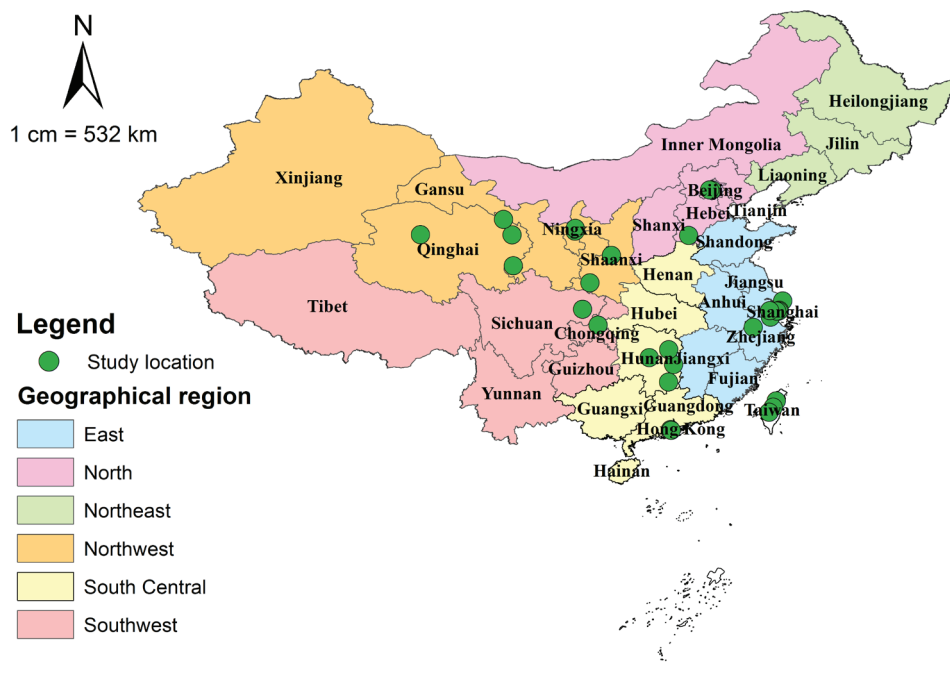 N
1 cm = 532 km
Heilongjiang
Jilin
Inner Mongolia
Liaoning
Xinjiang
Gansu
Beijing
Hebei
Tianjin
Ningxia
Shanxi
Qinghai
Shandong
Shaanxi
Henan
Jiangsu
Tibet
Anhui
Shanghai
Hubei
Sichuan
Chongqing
Zhejiang
Hunan
Jiangxi
Guizhou
Fujian
Yunnan
Guangxi
Guangdong
Taiwan
Hong Kong
Hainan
Legend
Study location
Geographical region
East
North
Northeast
Northwest
South Central
Southwest